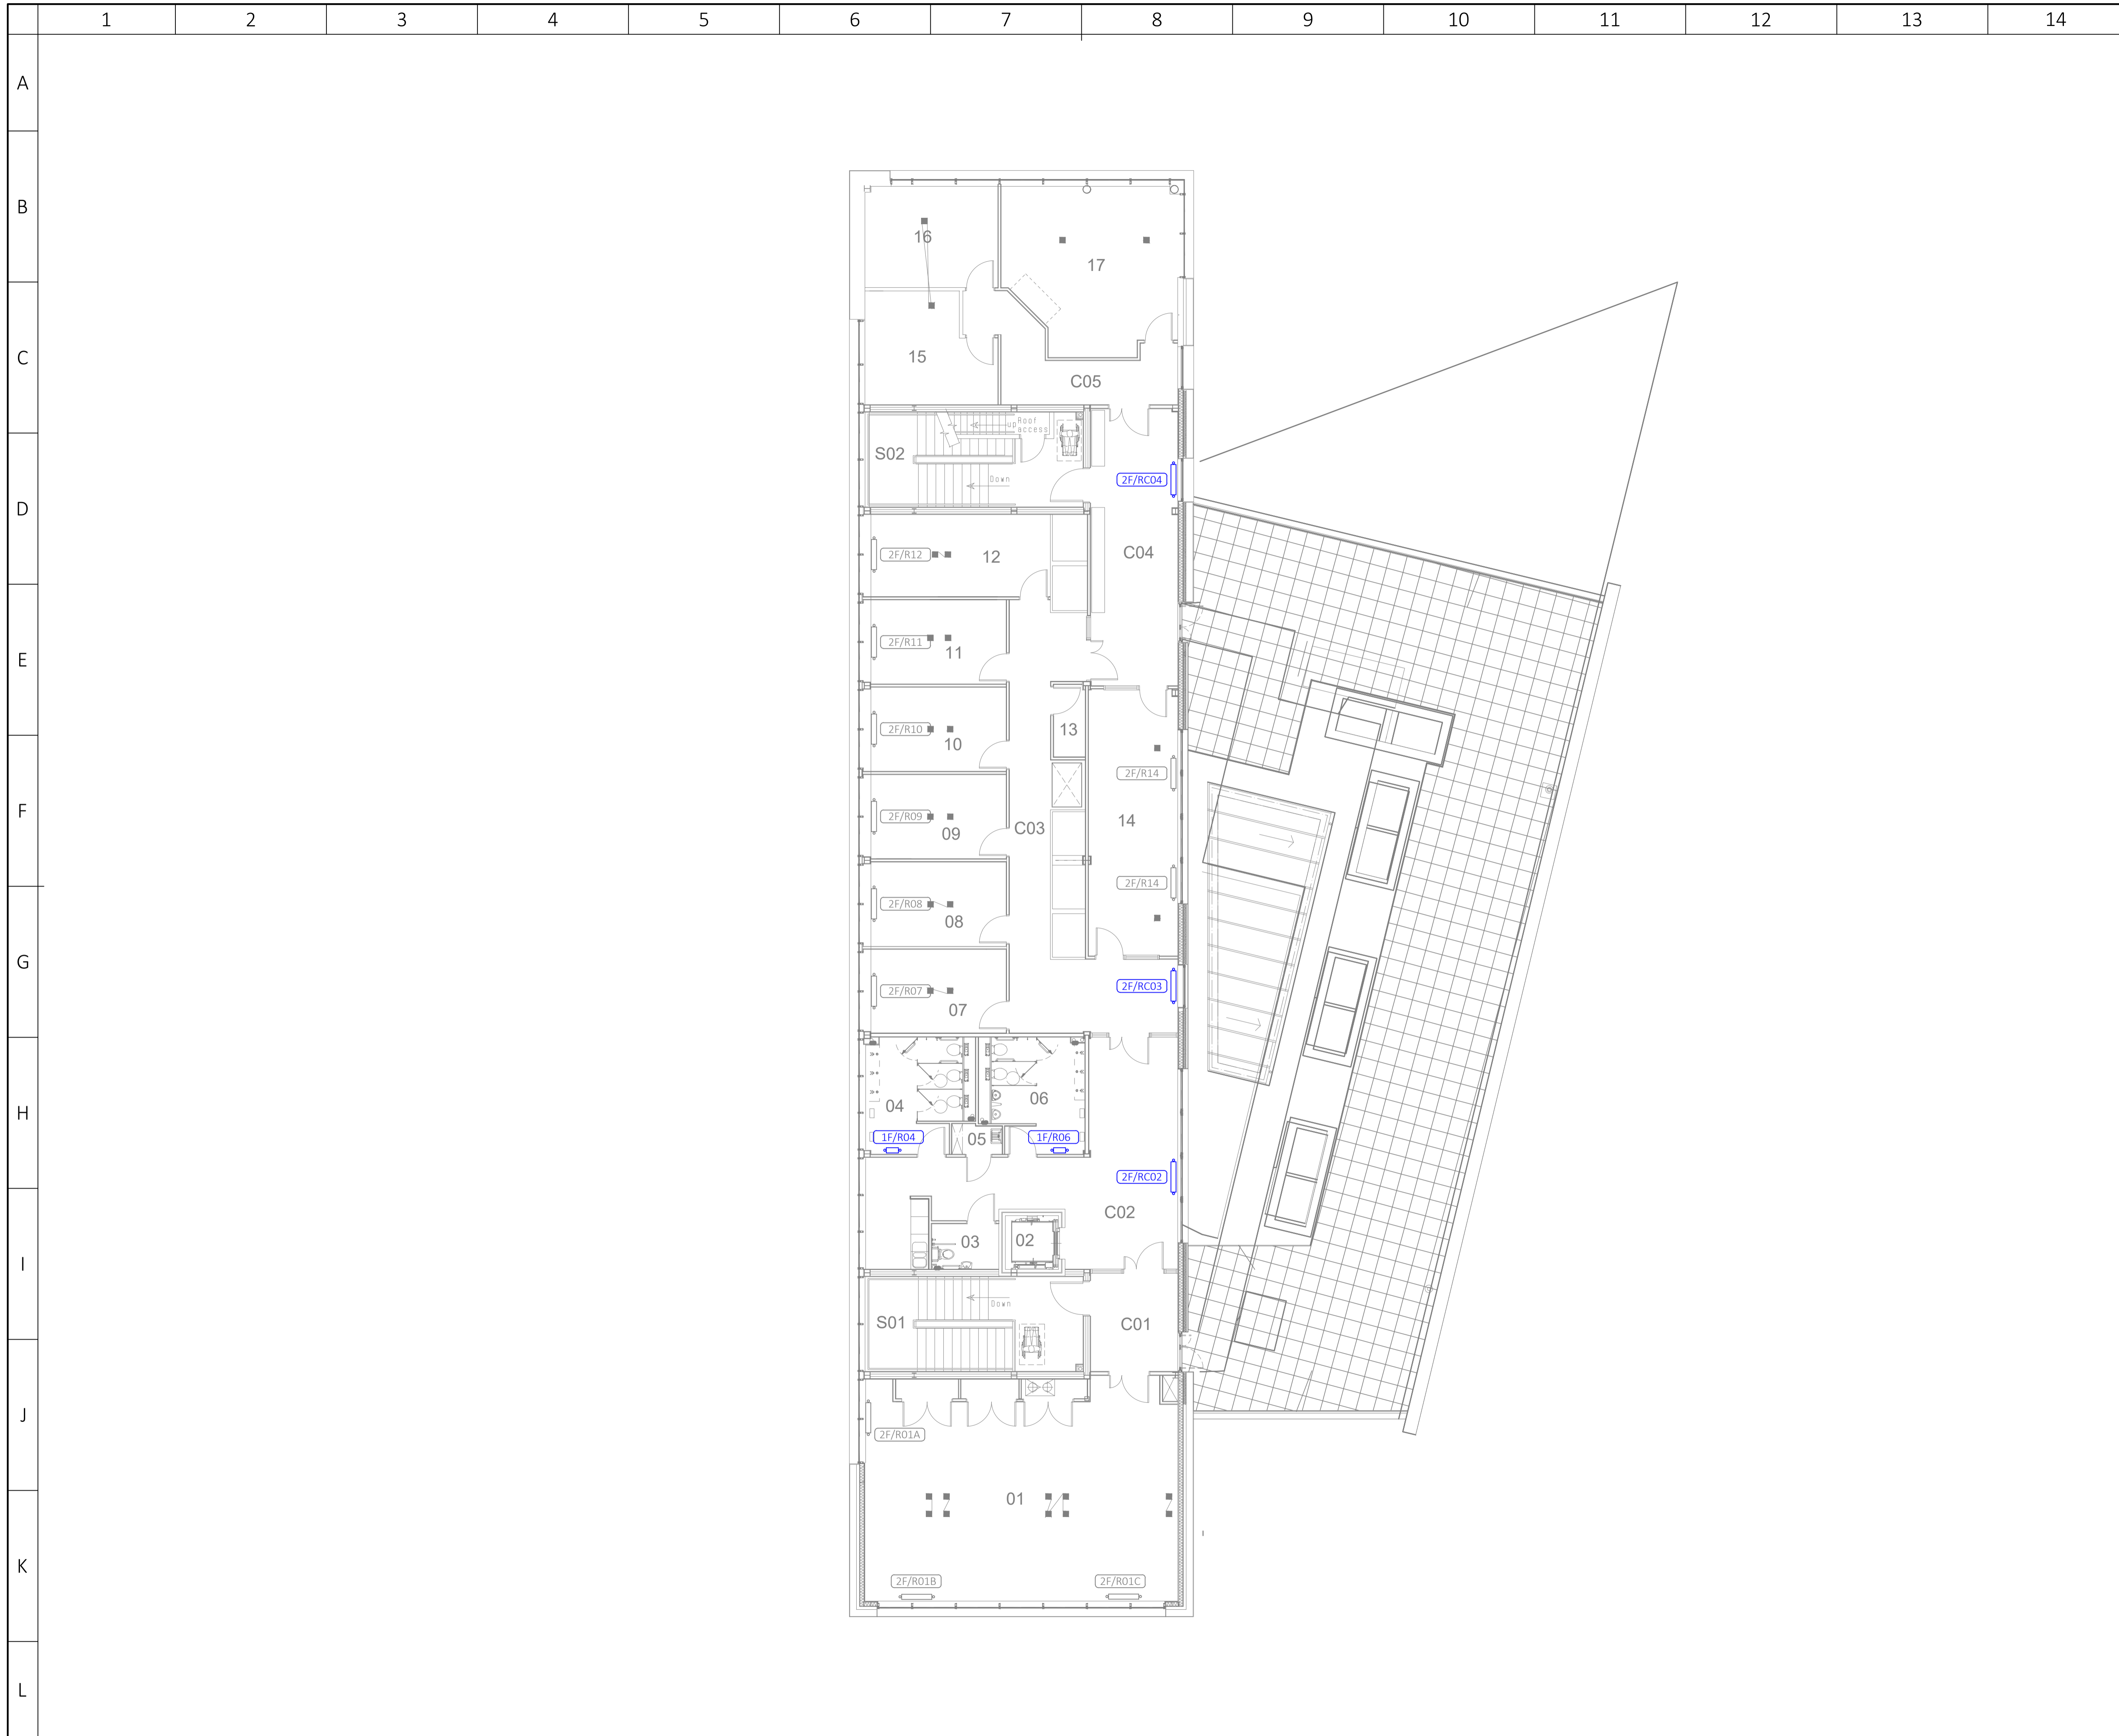 1 2 3 4 5 6 7 8 9 10 11 12 13 14
A
B
16
17
C
15
C05
up Roof
access
S02
Down
2F/RC04
D
2F/R12
12
C04
2F/R11
11
E
2F/R10
10
13
2F/R14
F
2F/R09
09
C03
14
2F/R14
2F/R08
08
G
2F/RC03
2F/R07
07
04
06
H
1F/R04
05
1F/R06
2F/RC02
C02
03
02
I
Down
S01
C01
J
2F/R01A
01
K
2F/R01B
2F/R01C
L